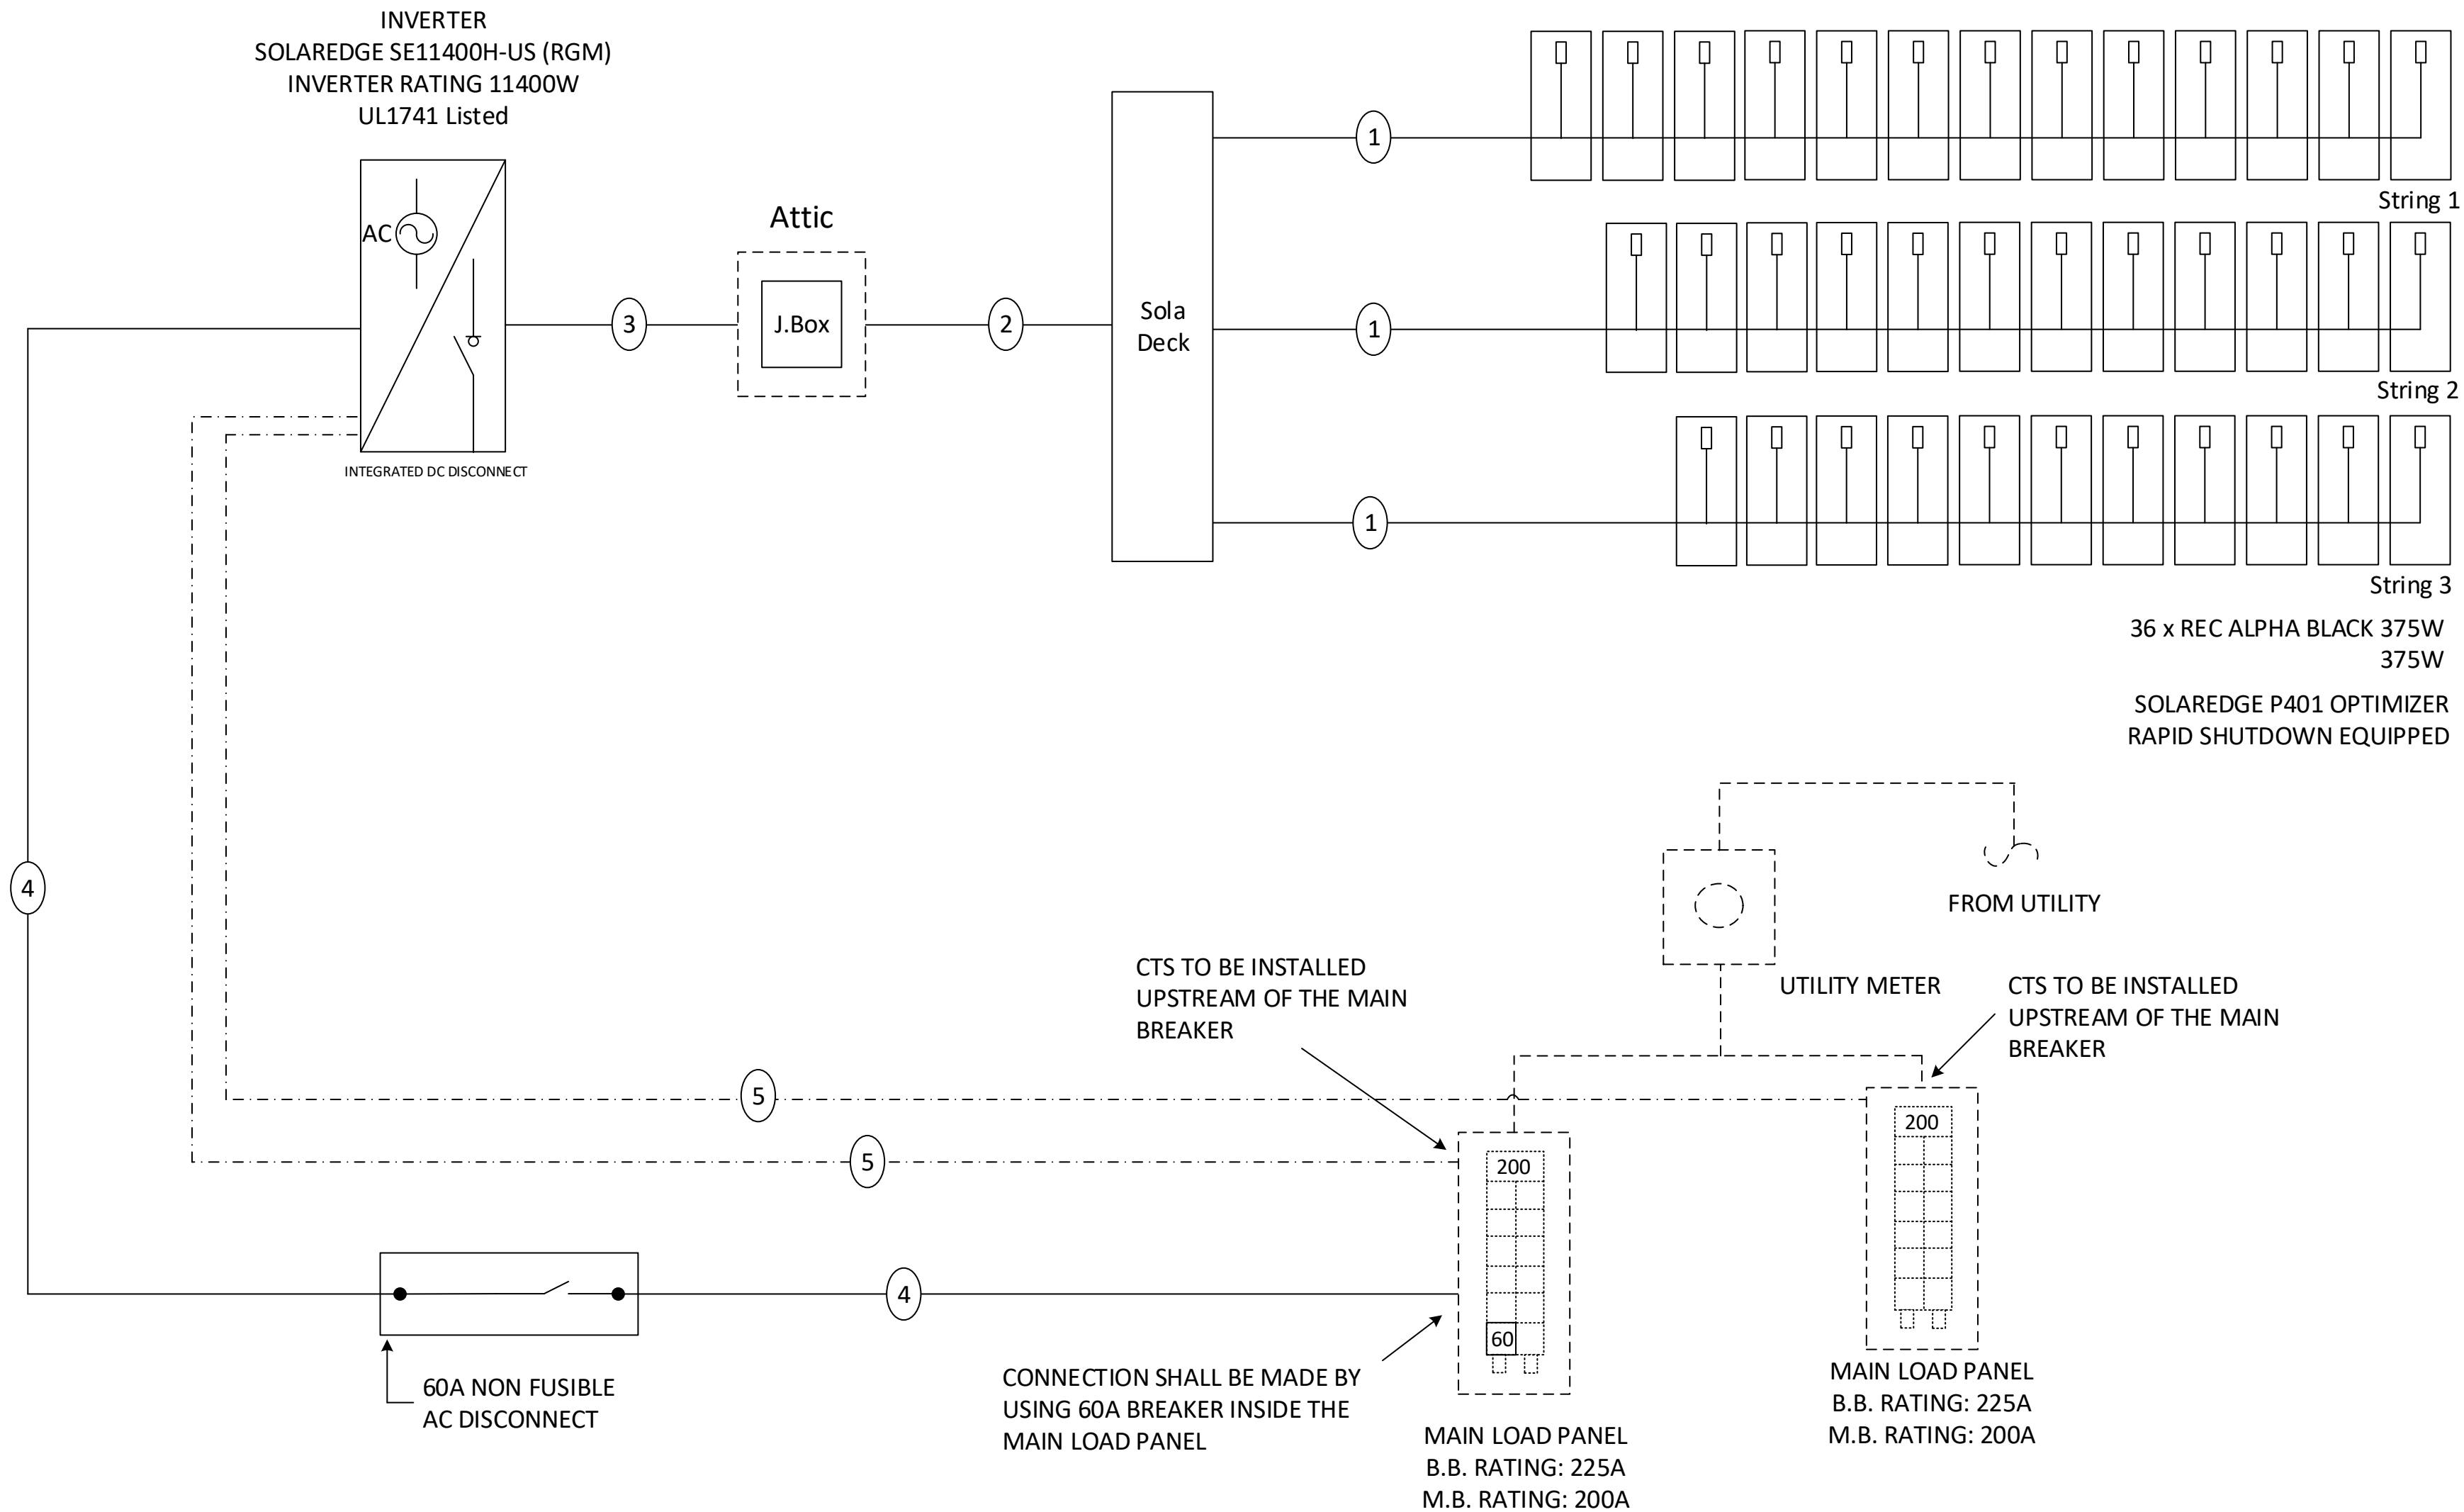 INVERTER
SOLAREDGE SE11400H-US (RGM)
INVERTER RATING 11400W
UL1741 Listed
AC
INTEGRATED DC DISCONNECT
3
Attic
J.Box
2
Sola
Deck
1
String 1
1
String 2
1
String 3
36 x REC ALPHA BLACK 375W
375W
SOLAREDGE P401 OPTIMIZER
RAPID SHUTDOWN EQUIPPED
4
FROM UTILITY
UTILITY METER
CTS TO BE INSTALLED
UPSTREAM OF THE MAIN
BREAKER
CTS TO BE INSTALLED
UPSTREAM OF THE MAIN
BREAKER
5
5
200
200
4
60
60A NON FUSIBLE
AC DISCONNECT
CONNECTION SHALL BE MADE BY
USING 60A BREAKER INSIDE THE
MAIN LOAD PANEL
MAIN LOAD PANEL
B.B. RATING: 225A
M.B. RATING: 200A
MAIN LOAD PANEL
B.B. RATING: 225A
M.B. RATING: 200A